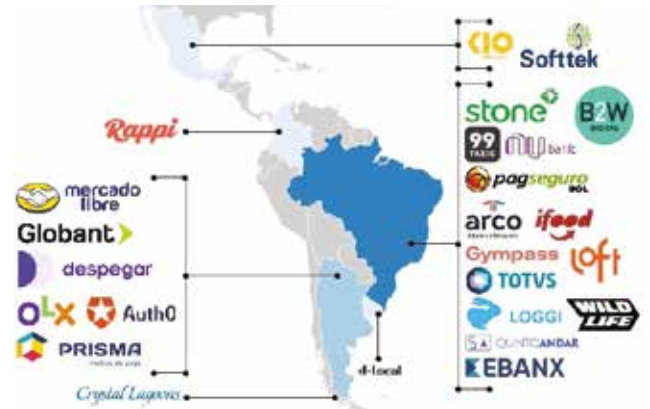 KIO
Softtek
stone
B2W
99
TAXIS
nu bank
Rappi
pagseguro
UOL
mercado
libre
arco
ifood
Globant
Gympass
Loft
despegar
TOTVS
OLX
Auth0
LOGGI
WILD
LIFE
PRISMA
medios de pago
QUINTOANDAR
d-Local
EBANX
Crystal Lagoons